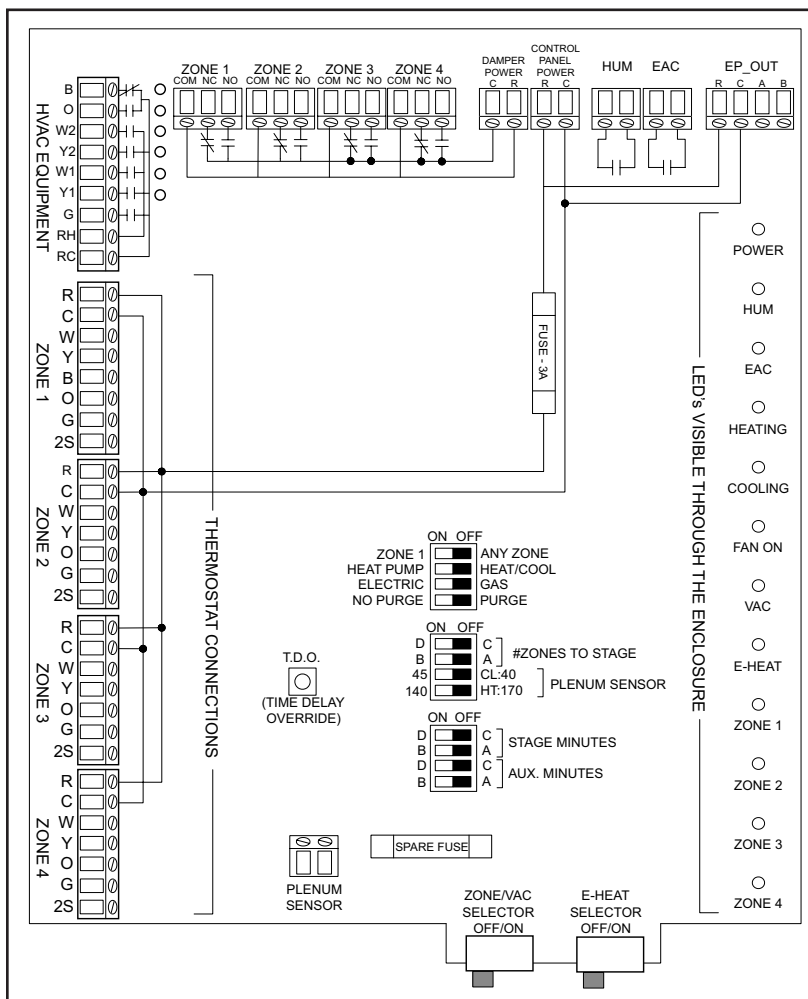 ZONE 1
ZONE 2
ZONE 3
ZONE 4
COM NC NO
COM NC NO
COM NC NO
COM NC NO
DAMPER
POWER
C R
CONTROL
PANEL
POWER
R C
HUM
EAC
EP_OUT
R C A B
HVAC EQUIPMENT
B
O
W2
Y2
W1
Y1
G
RH
RC
ZONE 1
R
C
W
Y
B
O
G
2S
ZONE 2
R
C
W
Y
O
G
2S
ZONE 3
R
C
W
Y
O
G
2S
ZONE 4
R
C
W
Y
O
G
2S
THERMOSTAT CONNECTIONS
FUSE - 3A
ON OFF
ZONE 1 ANY ZONE
HEAT PUMP HEAT/COOL
ELECTRIC GAS
NO PURGE PURGE
ON OFF
D C
B A
#ZONES TO STAGE
45 CL:40
140 HT:170
PLENUM SENSOR
ON OFF
D C
B A
STAGE MINUTES
D C
B A
AUX. MINUTES
T.D.O.
(TIME DELAY
OVERRIDE)
PLENUM
SENSOR
SPARE FUSE
ZONE/VAC
SELECTOR
OFF/ON
E-HEAT
SELECTOR
OFF/ON
LED's VISIBLE THROUGH THE ENCLOSURE
POWER
HUM
EAC
HEATING
COOLING
FAN ON
VAC
E-HEAT
ZONE 1
ZONE 2
ZONE 3
ZONE 4